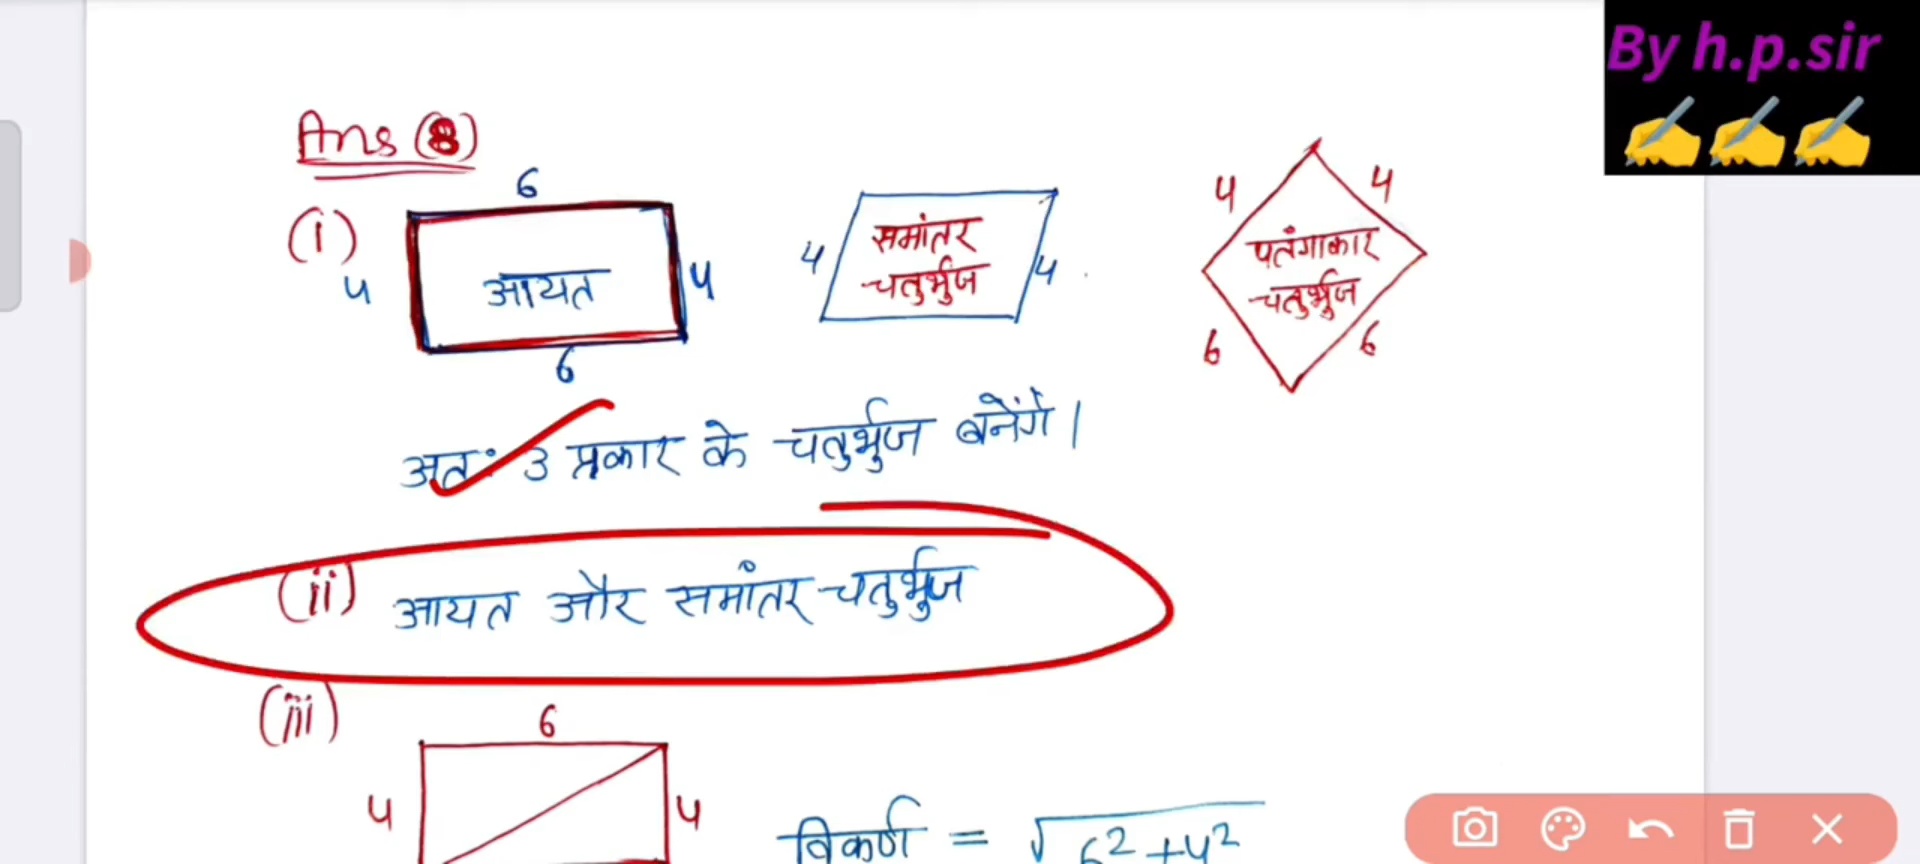 By h.p.sir
Ans (8)
(i)
6
4
आयत
4
6
4
समांतर
चतुर्भुज
4
4
4
पतंगाकार
चतुर्भुज
6
6
अतः 3 प्रकार के चतुर्भुज बनेंगे।
(ii) आयत और समांतर चतुर्भुज
(iii)
6
4
4
विकर्ण = √6²+4²